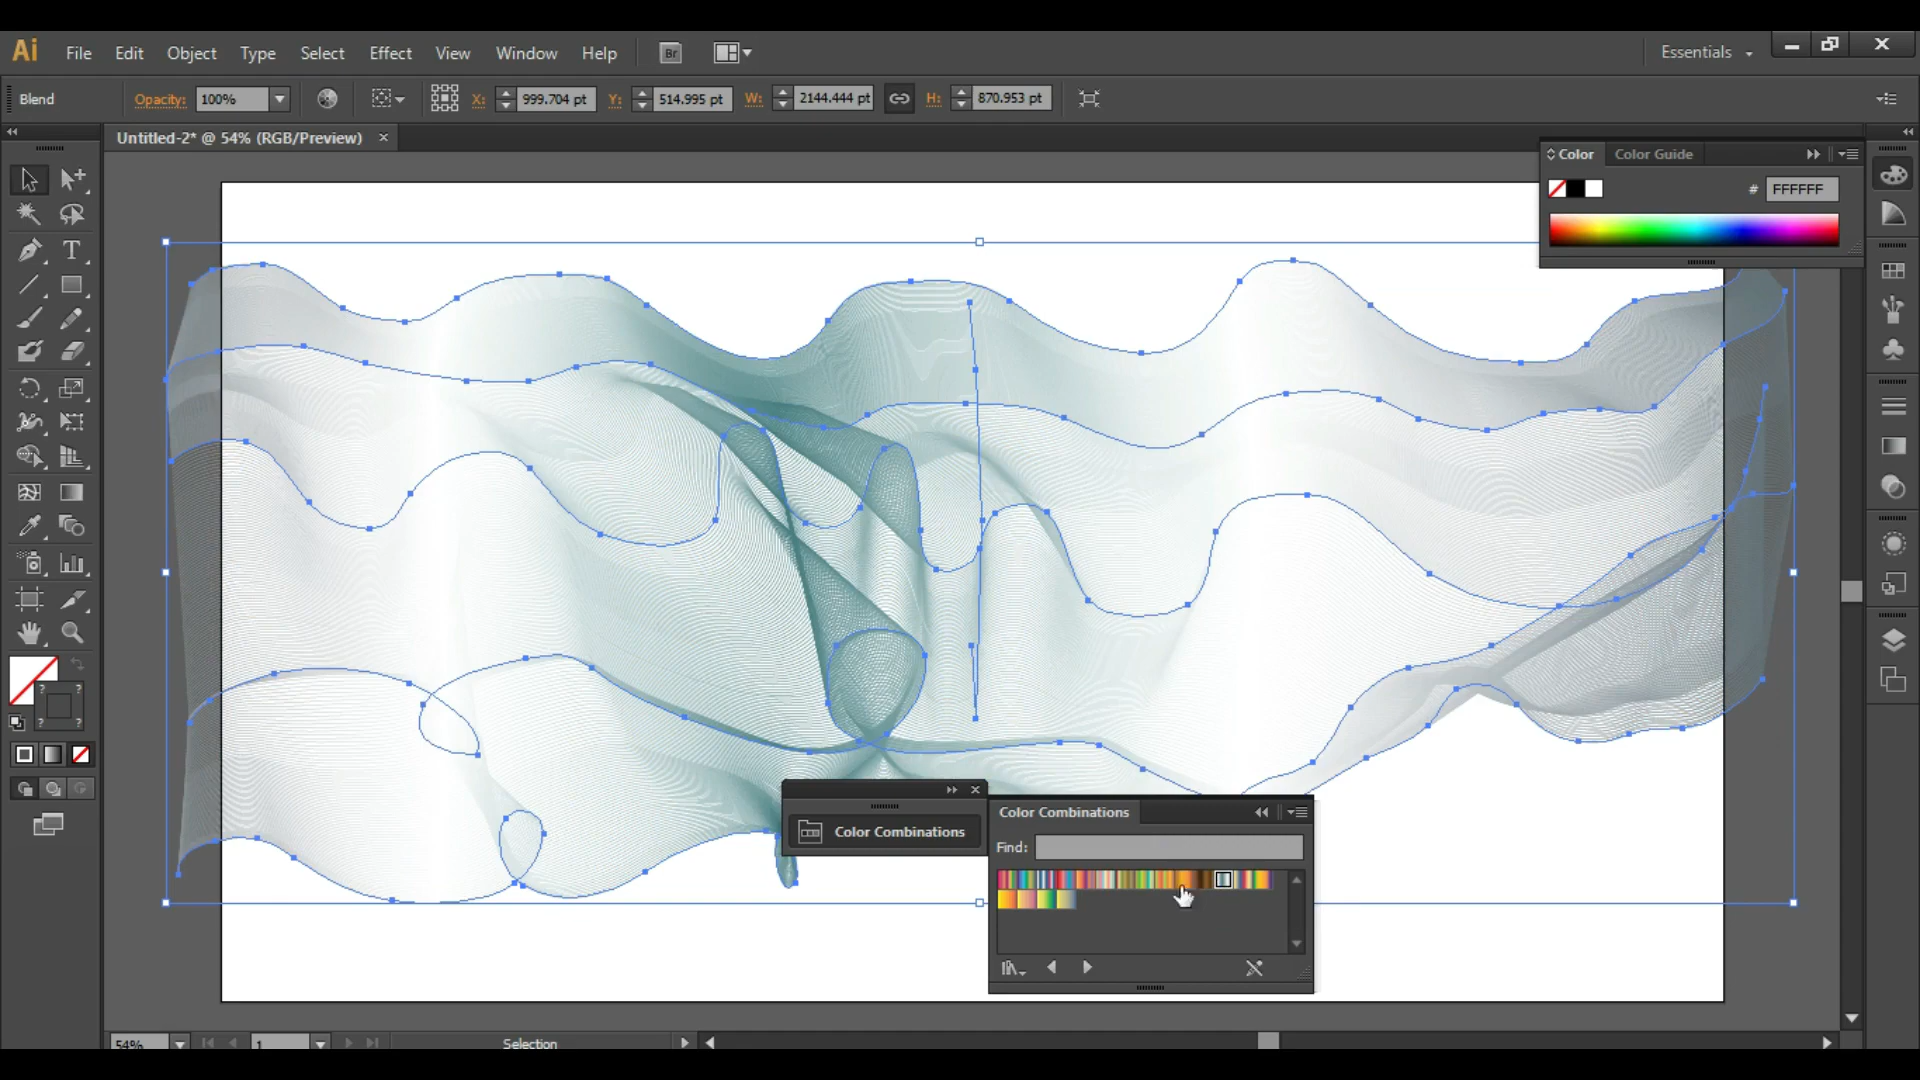 Ai File Edit Object Type Select Effect View Window Help Br Essentials
Blend Opacity: 100% X: 999.704 pt Y: 514.995 pt W: 2144.444 pt H: 870.953 pt
Untitled-2* @ 54% (RGB/Preview) ×
Color Color Guide
# FFFFFF
T
? ?
? ?
Color Combinations
Color Combinations
Find:
54% 1 Selection